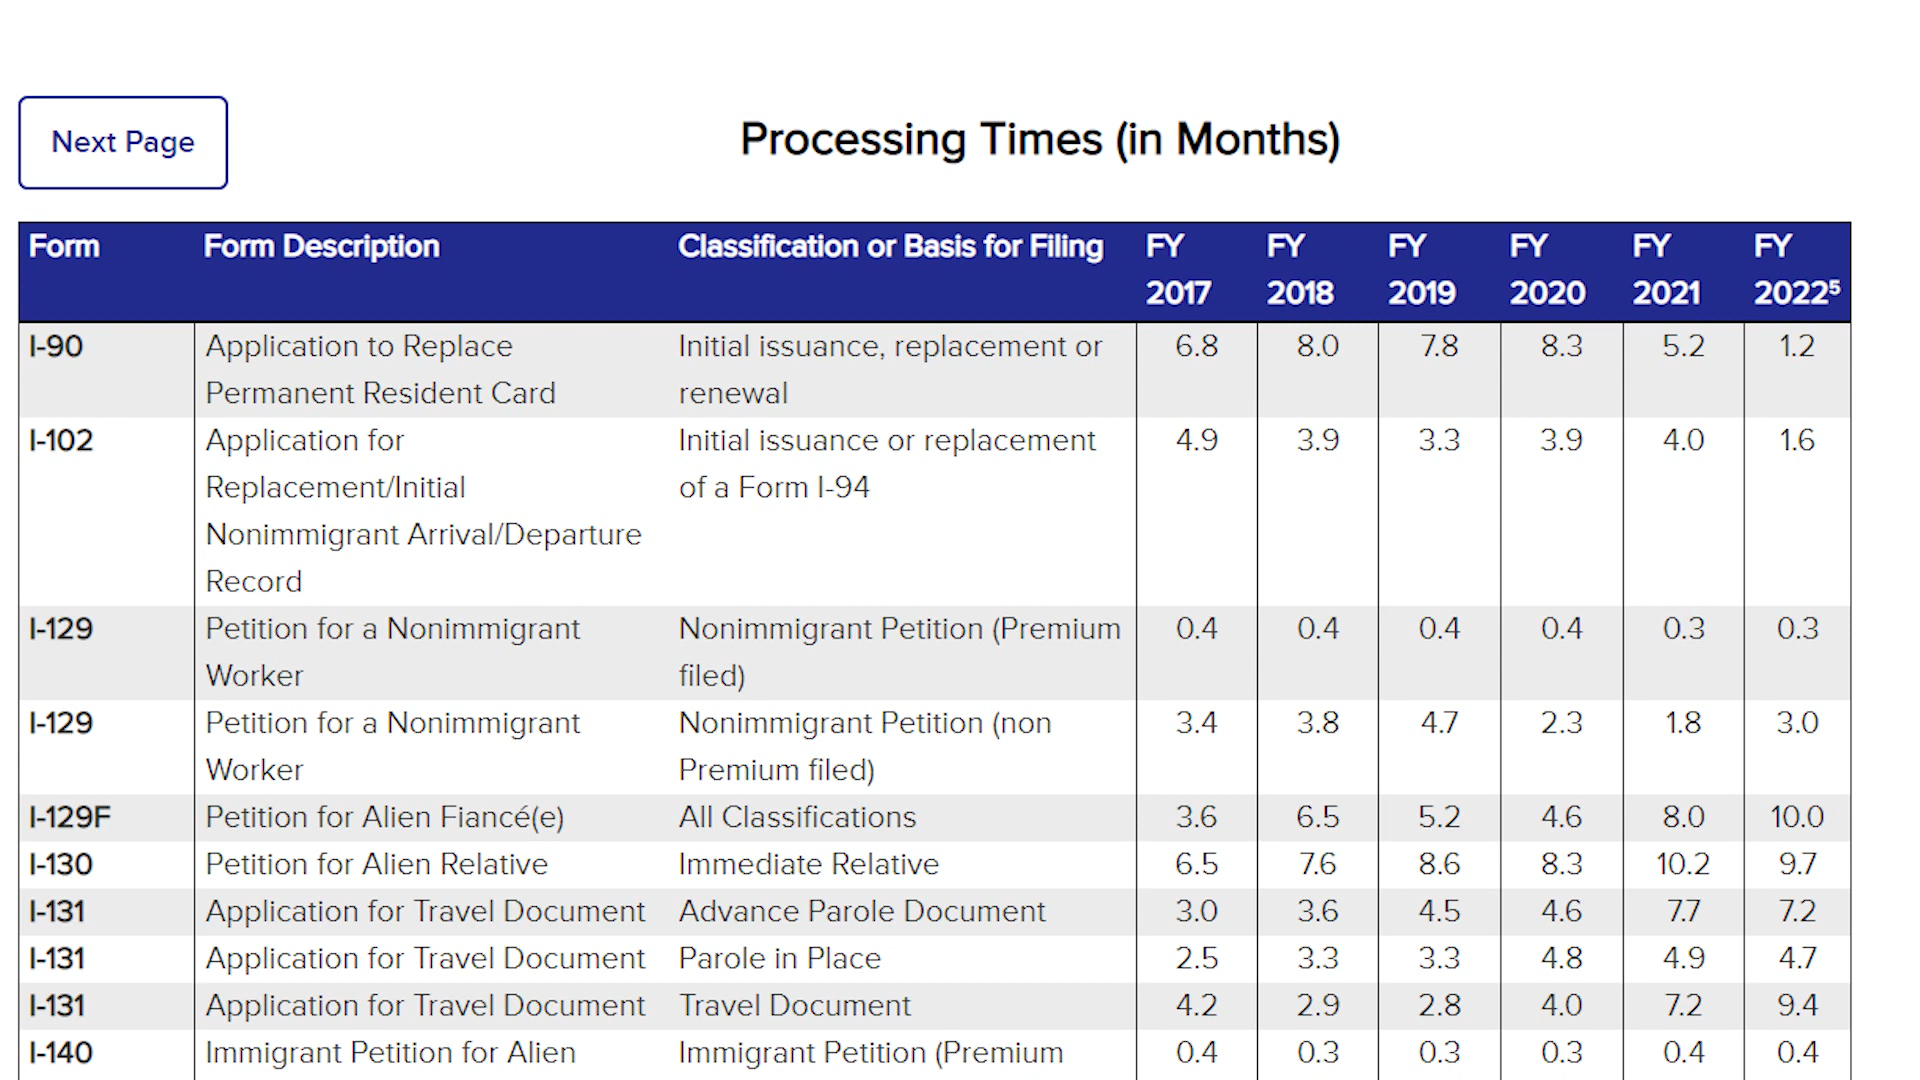 Next Page
Processing Times (in Months)
Form Form Description Classification or Basis for Filing FY 2017 FY 2018 FY 2019 FY 2020 FY 2021 FY 2022⁵
I-90 Application to Replace Permanent Resident Card Initial issuance, replacement or renewal 6.8 8.0 7.8 8.3 5.2 1.2
I-102 Application for Replacement/Initial Nonimmigrant Arrival/Departure Record Initial issuance or replacement of a Form I-94 4.9 3.9 3.3 3.9 4.0 1.6
I-129 Petition for a Nonimmigrant Worker Nonimmigrant Petition (Premium filed) 0.4 0.4 0.4 0.4 0.3 0.3
I-129 Petition for a Nonimmigrant Worker Nonimmigrant Petition (non Premium filed) 3.4 3.8 4.7 2.3 1.8 3.0
I-129F Petition for Alien Fiancé(e) All Classifications 3.6 6.5 5.2 4.6 8.0 10.0
I-130 Petition for Alien Relative Immediate Relative 6.5 7.6 8.6 8.3 10.2 9.7
I-131 Application for Travel Document Advance Parole Document 3.0 3.6 4.5 4.6 7.7 7.2
I-131 Application for Travel Document Parole in Place 2.5 3.3 3.3 4.8 4.9 4.7
I-131 Application for Travel Document Travel Document 4.2 2.9 2.8 4.0 7.2 9.4
I-140 Immigrant Petition for Alien Immigrant Petition (Premium 0.4 0.3 0.3 0.3 0.4 0.4